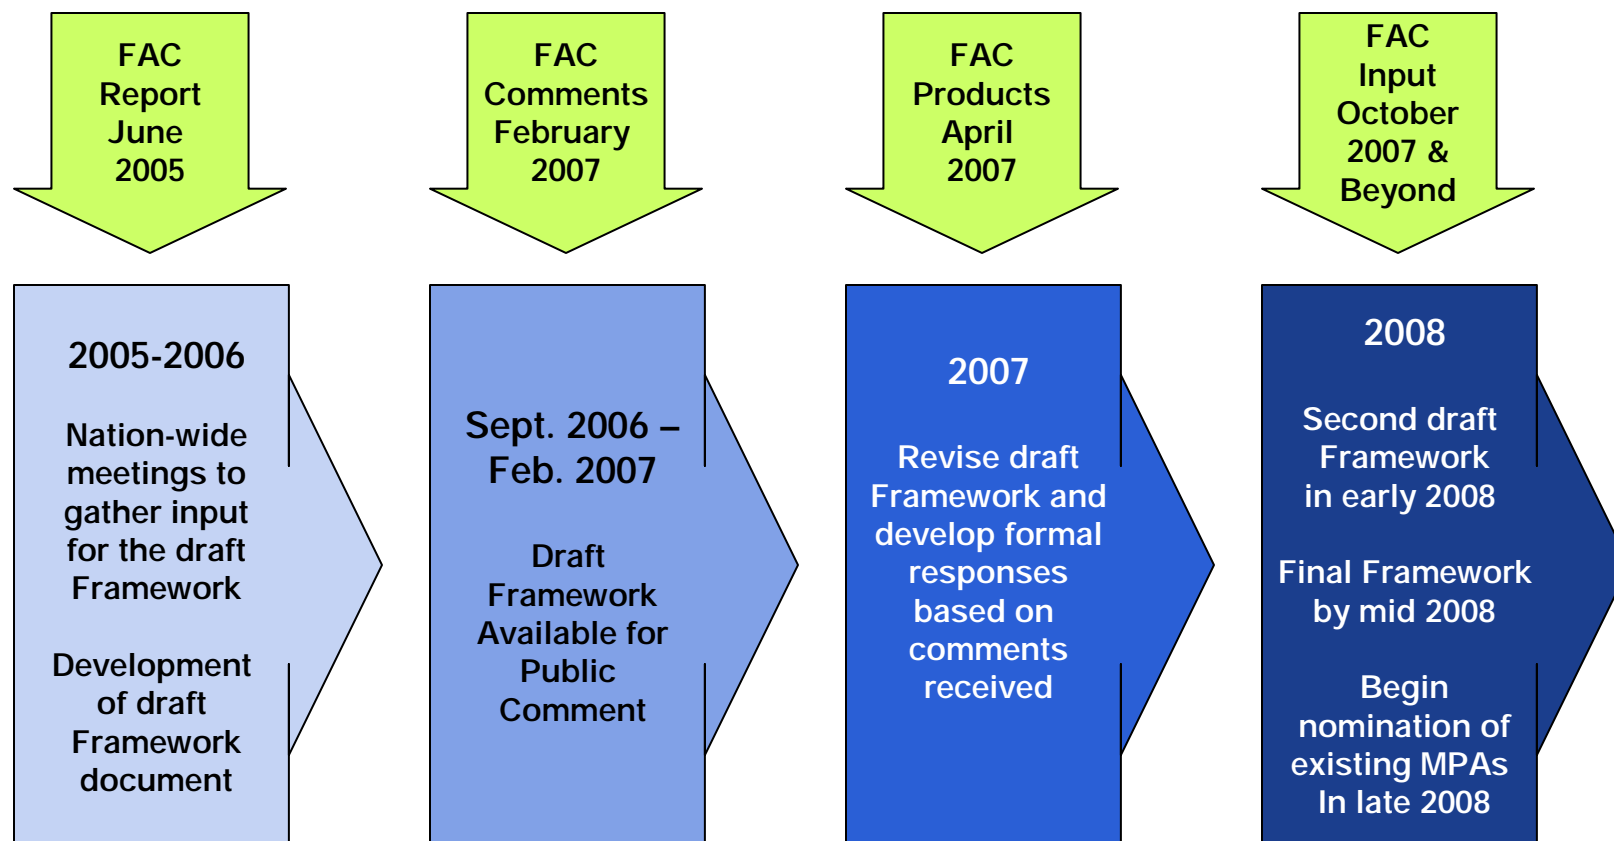 FAC
Report
June
2005
FAC
Comments
February
2007
FAC
Products
April
2007
FAC
Input
October
2007 &
Beyond
2005-2006
Nation-wide
meetings to
gather input
for the draft
Framework
Development
of draft
Framework
document
Sept. 2006 –
Feb. 2007
Draft
Framework
Available for
Public
Comment
2007
Revise draft
Framework and
develop formal
responses
based on
comments
received
2008
Second draft
Framework
in early 2008
Final Framework
by mid 2008
Begin
nomination of
existing MPAs
In late 2008